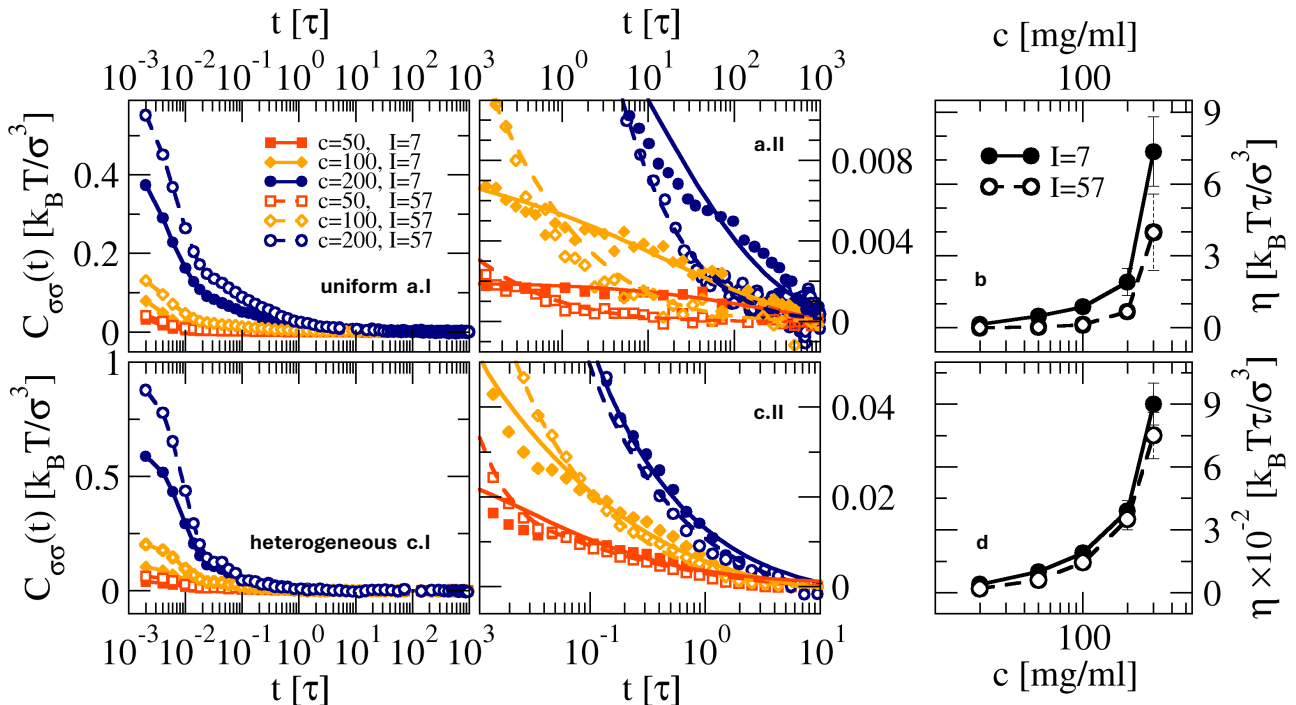 t [τ]
t [τ]
c [mg/ml]
10⁻³ 10⁻² 10⁻¹ 10⁰ 10¹ 10² 10³
10⁰ 10¹ 10² 10³
100
C_σσ(t) [k_BT/σ³]
0.4
0.2
0
c=50, I=7
c=100, I=7
c=200, I=7
c=50, I=57
c=100, I=57
c=200, I=57
uniform a.I
a.II
0.008
0.004
0
I=7
I=57
b
9
6
3
0
η [k_BTτ/σ³]
C_σσ(t) [k_BT/σ³]
1
0.5
0
heterogeneous c.I
c.II
0.04
0.02
0
d
9
6
3
0
η ×10⁻² [k_BTτ/σ³]
10⁻³ 10⁻² 10⁻¹ 10⁰ 10¹ 10²
10⁻¹ 10⁰ 10¹
100
t [τ]
t [τ]
c [mg/ml]